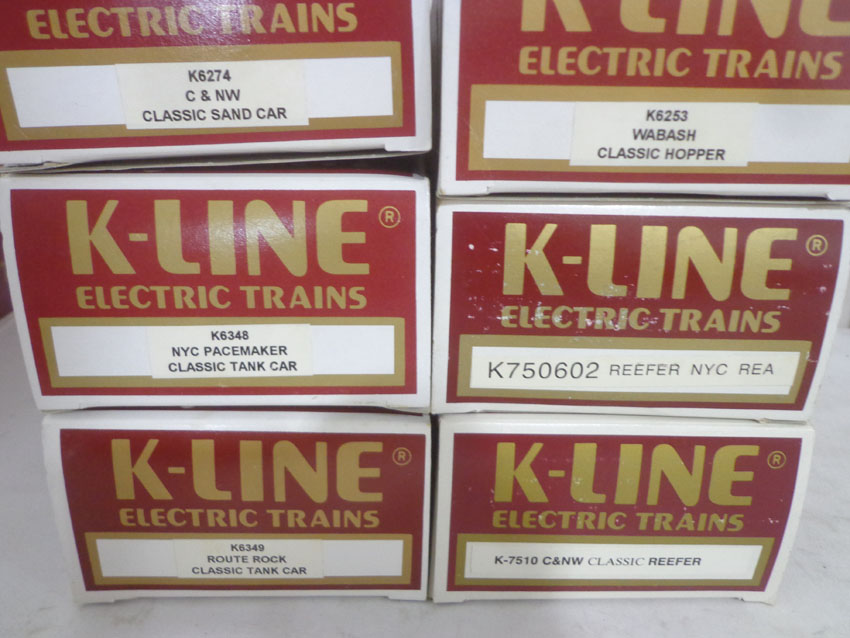 ELECTRIC TRAINS
K6274
C & NW
CLASSIC SAND CAR
K-LINE
ELECTRIC TRAINS
K6253
WABASH
CLASSIC HOPPER
K-LINE®
ELECTRIC TRAINS
K6348
NYC PACEMAKER
CLASSIC TANK CAR
K-LINE®
ELECTRIC TRAINS
K750602 REEFER NYC REA
K-LINE®
ELECTRIC TRAINS
K6349
ROUTE ROCK
CLASSIC TANK CAR
K-LINE®
ELECTRIC TRAINS
K-7510 C&NW CLASSIC REEFER